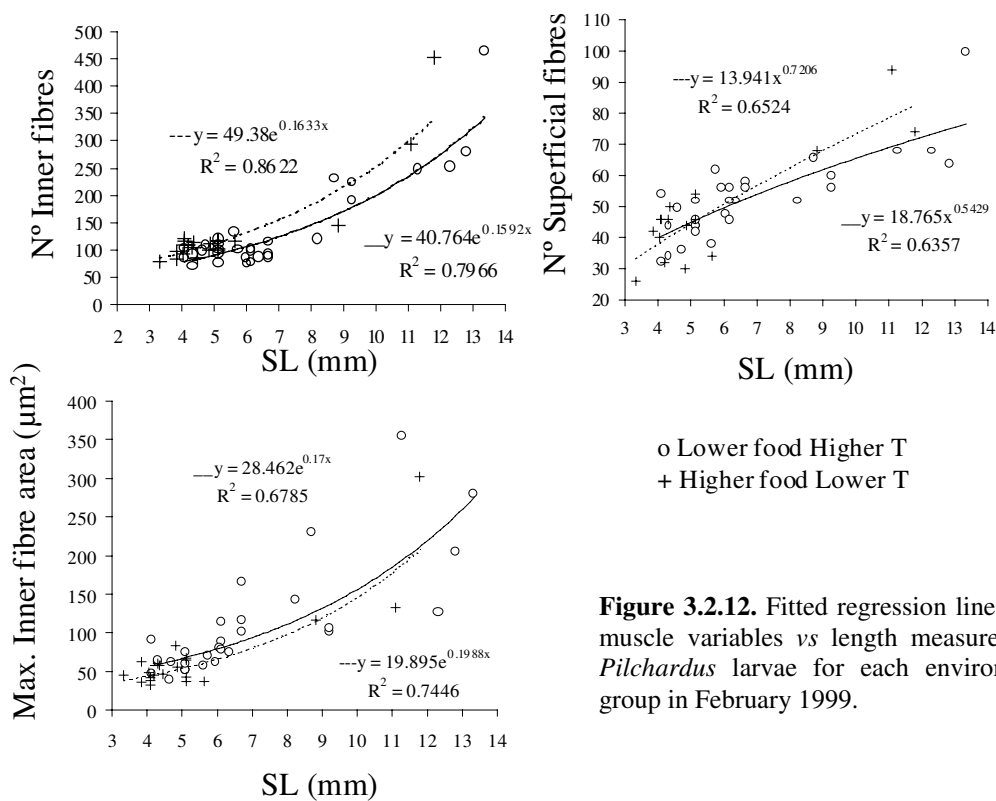 Nº Inner fibres
450
400
350
300
250
200
150
100
50
0
---y = 49.38e^0.1633x
R² = 0.8622
__y = 40.764e^0.1592x
R² = 0.7966
2 3 4 5 6 7 8 9 10 11 12 13 14
SL (mm)
Nº Superficial fibres
100
90
80
70
60
50
40
30
20
---y = 13.941x^0.7206
R² = 0.6524
__y = 18.765x^0.5429
R² = 0.6357
3 4 5 6 7 8 9 10 11 12 13 14
SL (mm)
Max. Inner fibre area (µm²)
400
350
300
250
200
150
100
50
0
__y = 28.462e^0.17x
R² = 0.6785
---y = 19.895e^0.1988x
R² = 0.7446
3 4 5 6 7 8 9 10 11 12 13 14
SL (mm)
o Lower food Higher T
+ Higher food Lower T
Figure 3.2.12. Fitted regression line
muscle variables vs length measure
Pilchardus larvae for each environ
group in February 1999.